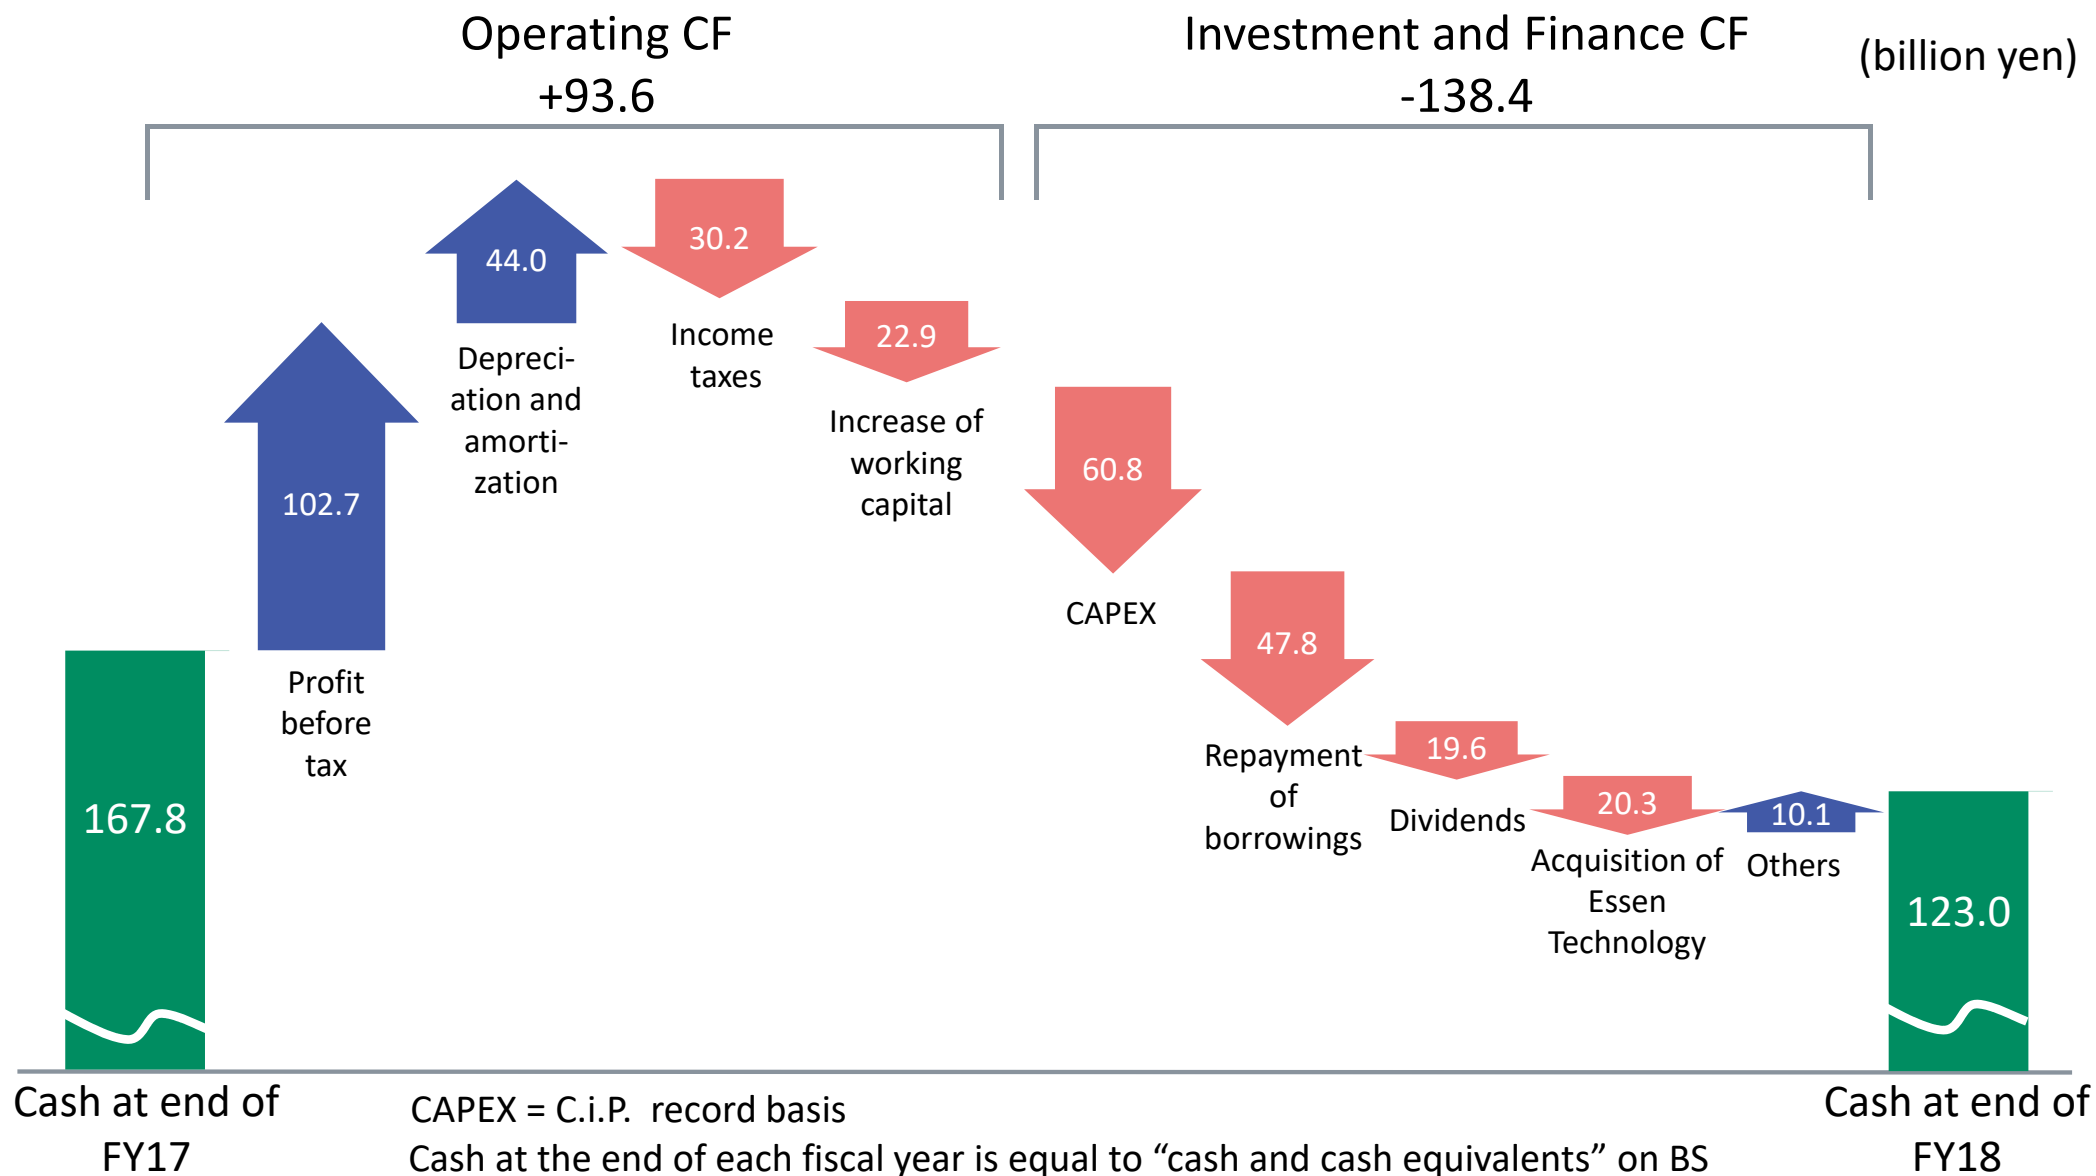 Operating CF
+93.6
Investment and Finance CF
-138.4
(billion yen)
167.8
102.7
Profit
before
tax
44.0
Depreci-
ation and
amorti-
zation
30.2
Income
taxes
22.9
Increase of
working
capital
60.8
CAPEX
47.8
Repayment
of
borrowings
19.6
Dividends
20.3
Acquisition of
Essen
Technology
10.1
Others
123.0
Cash at end of
FY17
CAPEX = C.i.P. record basis
Cash at the end of each fiscal year is equal to “cash and cash equivalents” on BS
Cash at end of
FY18